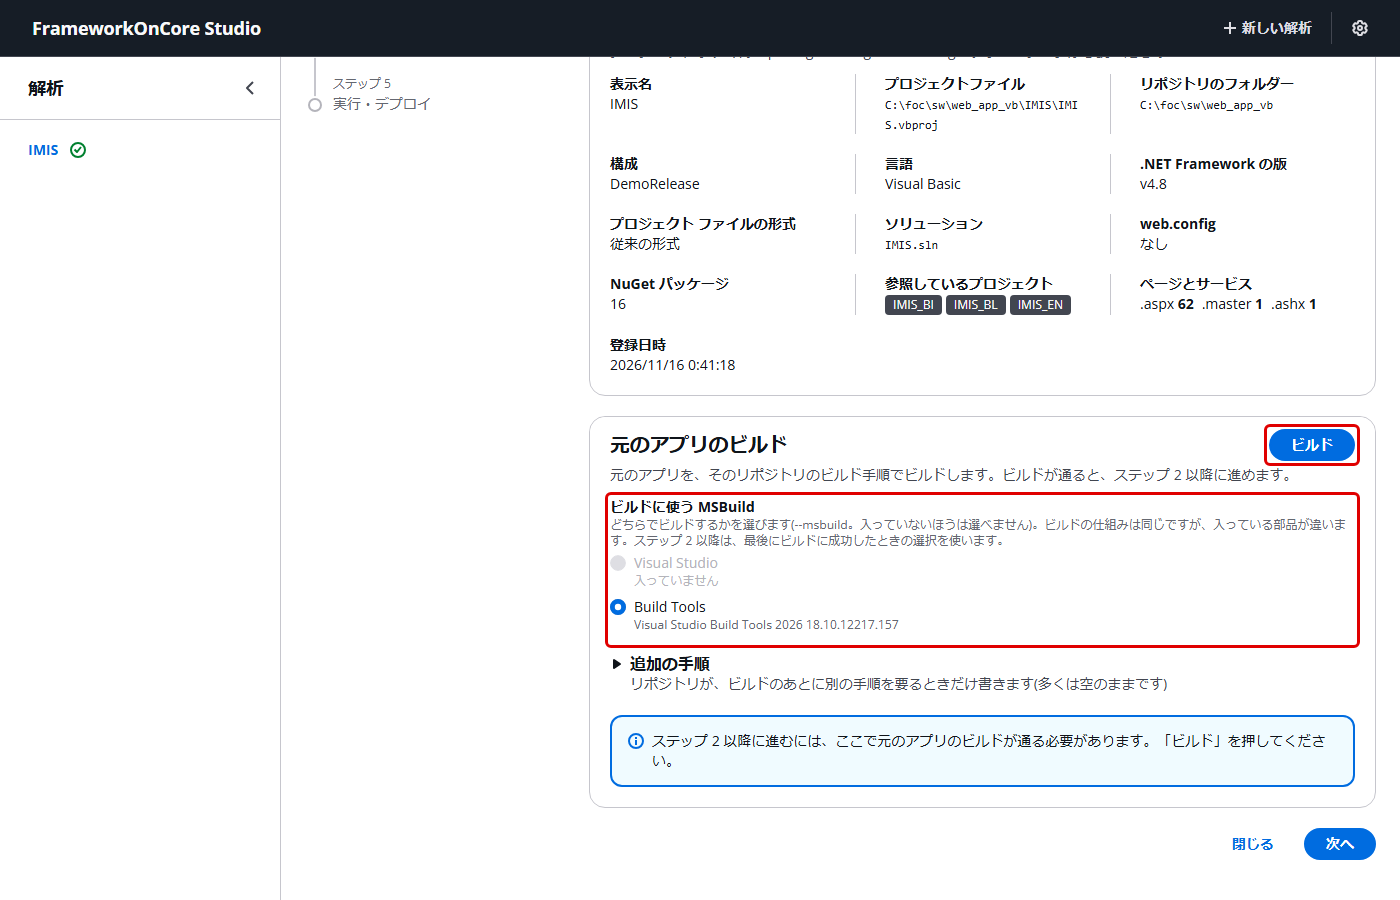 FrameworkOnCore Studio
新しい解析
解析
IMIS
ステップ 5
実行・デプロイ
表示名
IMIS
プロジェクトファイル
C:\foc\sw\web_app_vb\IMIS\IMI
S.vbproj
リポジトリのフォルダー
C:\foc\sw\web_app_vb
構成
DemoRelease
言語
Visual Basic
.NET Framework の版
v4.8
プロジェクト ファイルの形式
従来の形式
ソリューション
IMIS.sln
web.config
なし
NuGet パッケージ
16
参照しているプロジェクト
IMIS_BI IMIS_BL IMIS_EN
ページとサービス
.aspx 62 .master 1 .ashx 1
登録日時
2026/11/16 0:41:18
元のアプリのビルド
ビルド
元のアプリを、そのリポジトリのビルド手順でビルドします。ビルドが通ると、ステップ 2 以降に進めます。
ビルドに使う MSBuild
どちらでビルドするかを選びます(--msbuild。入っていないほうは選べません)。ビルドの仕組みは同じですが、入っている部品が違いま
す。ステップ 2 以降は、最後にビルドに成功したときの選択を使います。
Visual Studio
入っていません
Build Tools
Visual Studio Build Tools 2026 18.10.12217.157
追加の手順
リポジトリが、ビルドのあとに別の手順を要るときだけ書きます(多くは空のままです)
ステップ 2 以降に進むには、ここで元のアプリのビルドが通る必要があります。「ビルド」を押してくださ
い。
閉じる
次へ